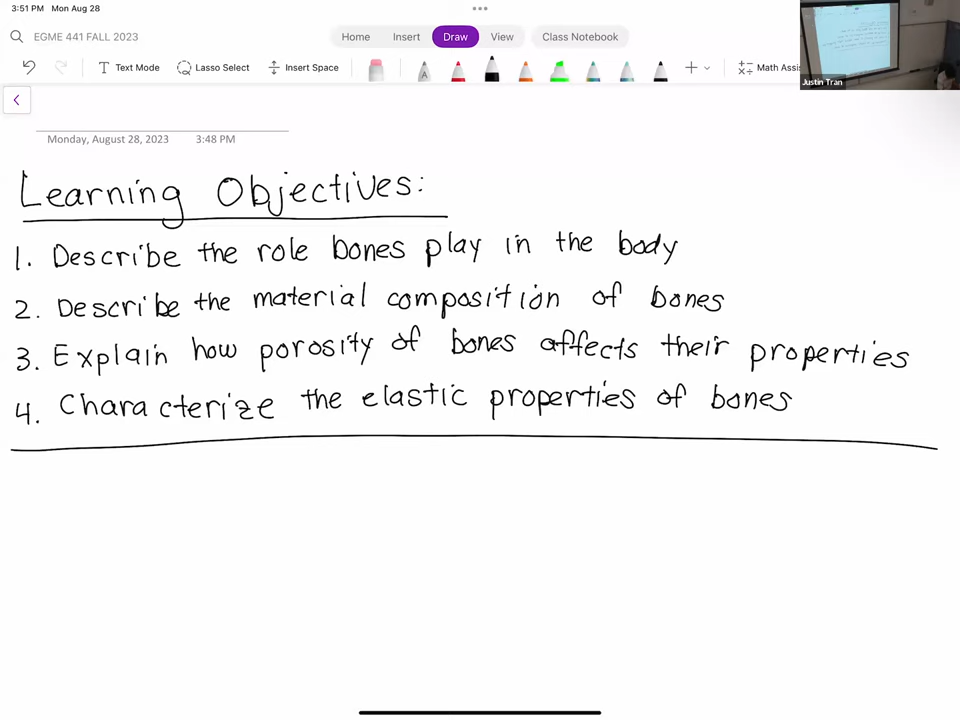 3:51 PM Mon Aug 28
EGME 441 FALL 2023
Home Insert Draw View Class Notebook
Text Mode Lasso Select Insert Space A Math Assis
Justin Tran
Monday, August 28, 2023 3:48 PM
Learning Objectives:
1. Describe the role bones play in the body
2. Describe the material composition of bones
3. Explain how porosity of bones affects their properties
4. Characterize the elastic properties of bones